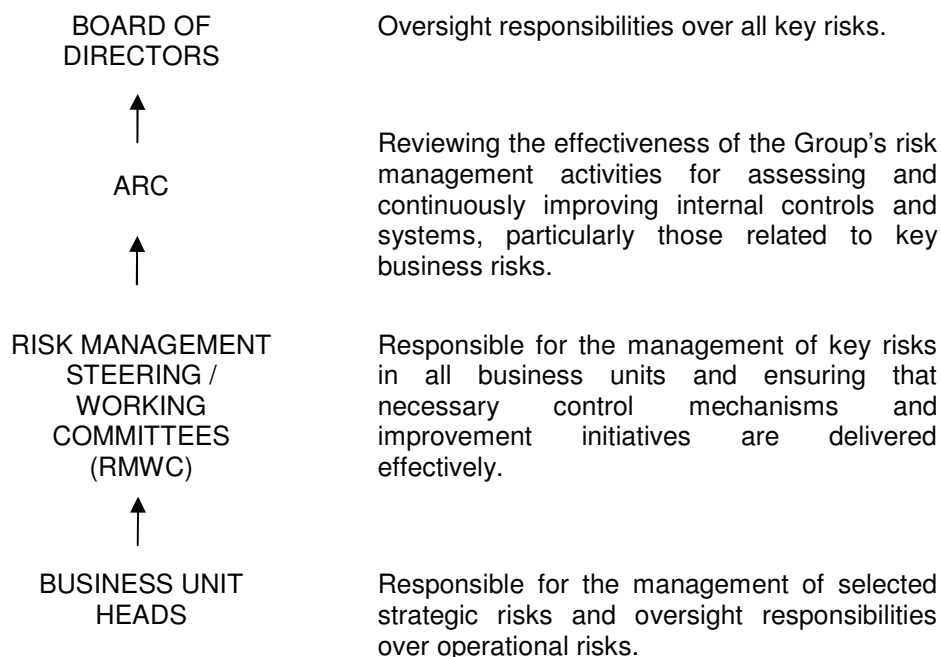 BOARD OF
DIRECTORS
Oversight responsibilities over all key risks.
ARC
Reviewing the effectiveness of the Group's risk
management activities for assessing and
continuously improving internal controls and
systems, particularly those related to key
business risks.
RISK MANAGEMENT
STEERING /
WORKING
COMMITTEES
(RMWC)
Responsible for the management of key risks
in all business units and ensuring that
necessary control mechanisms and
improvement initiatives are delivered
effectively.
BUSINESS UNIT
HEADS
Responsible for the management of selected
strategic risks and oversight responsibilities
over operational risks.